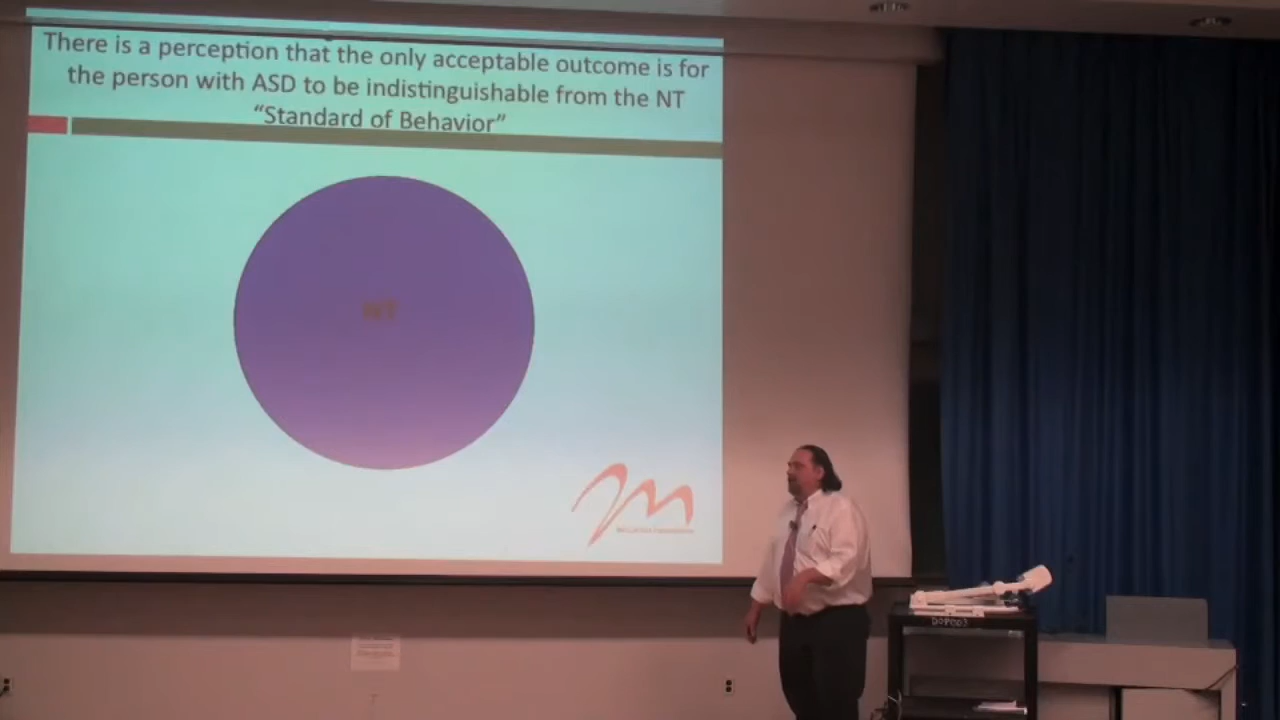 There is a perception that the only acceptable outcome is for
the person with ASD to be indistinguishable from the NT
“Standard of Behavior”
NT